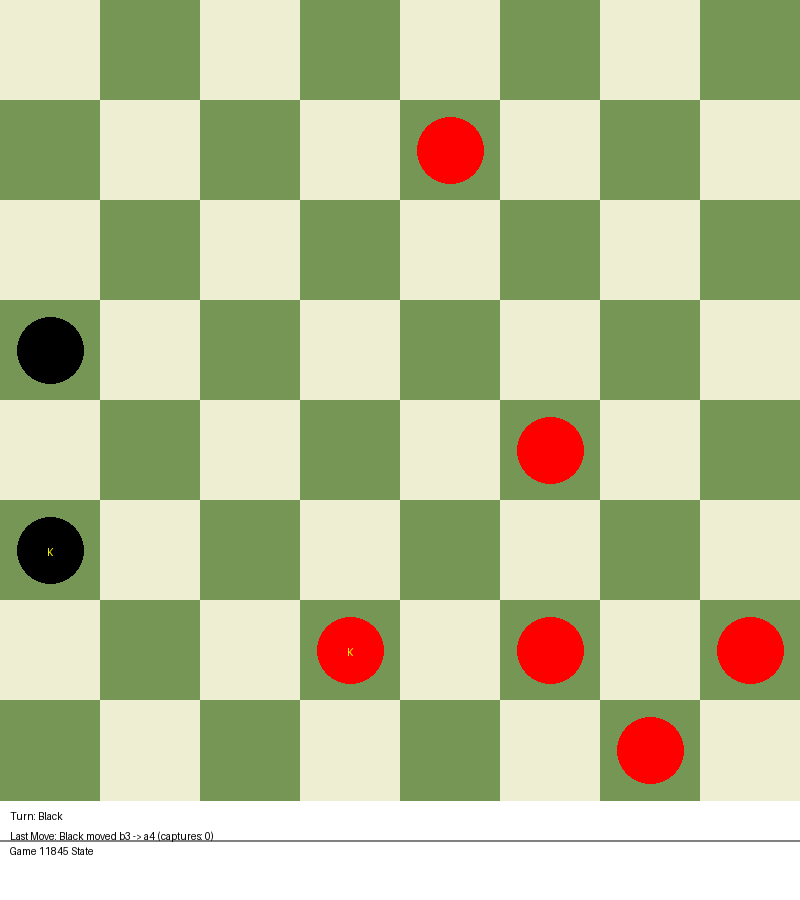 K
K
Turn: Black
Last Move: Black moved b3 -> a4 (captures: 0)
Game 11845 State